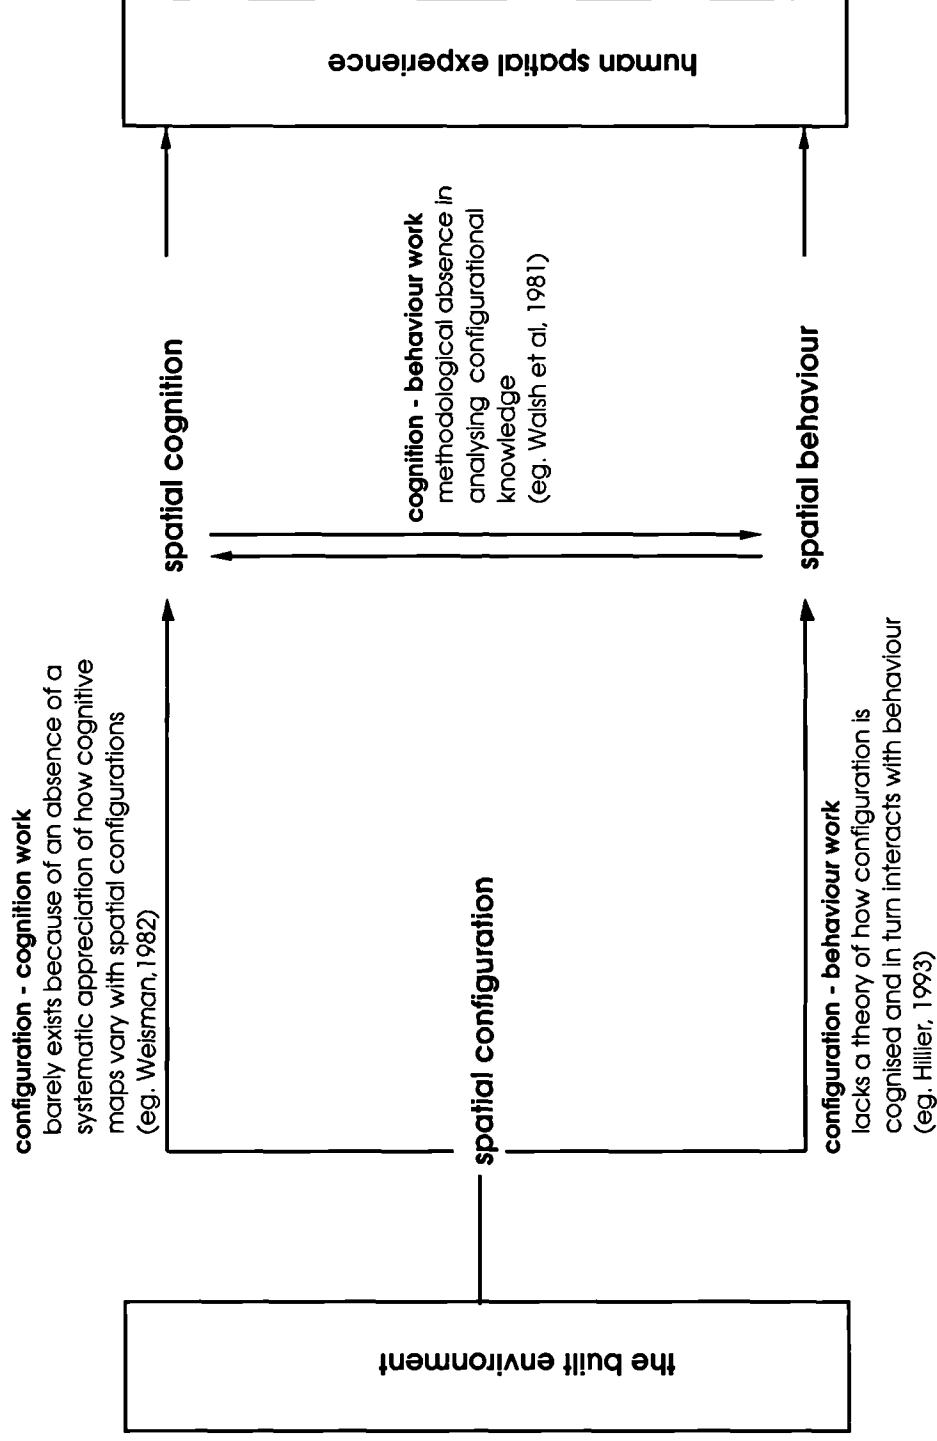 the built environment
configuration - cognition work
barely exists because of an absence of a
systematic appreciation of how cognitive
maps vary with spatial configurations
(eg. Weisman,1982)
spatial configuration
configuration - behaviour work
lacks a theory of how configuration is
cognised and in turn interacts with behaviour
(eg. Hillier, 1993)
spatial cognition
cognition - behaviour work
methodological absence in
analysing configurational
knowledge
(eg. Walsh et al, 1981)
spatial behaviour
human spatial experience